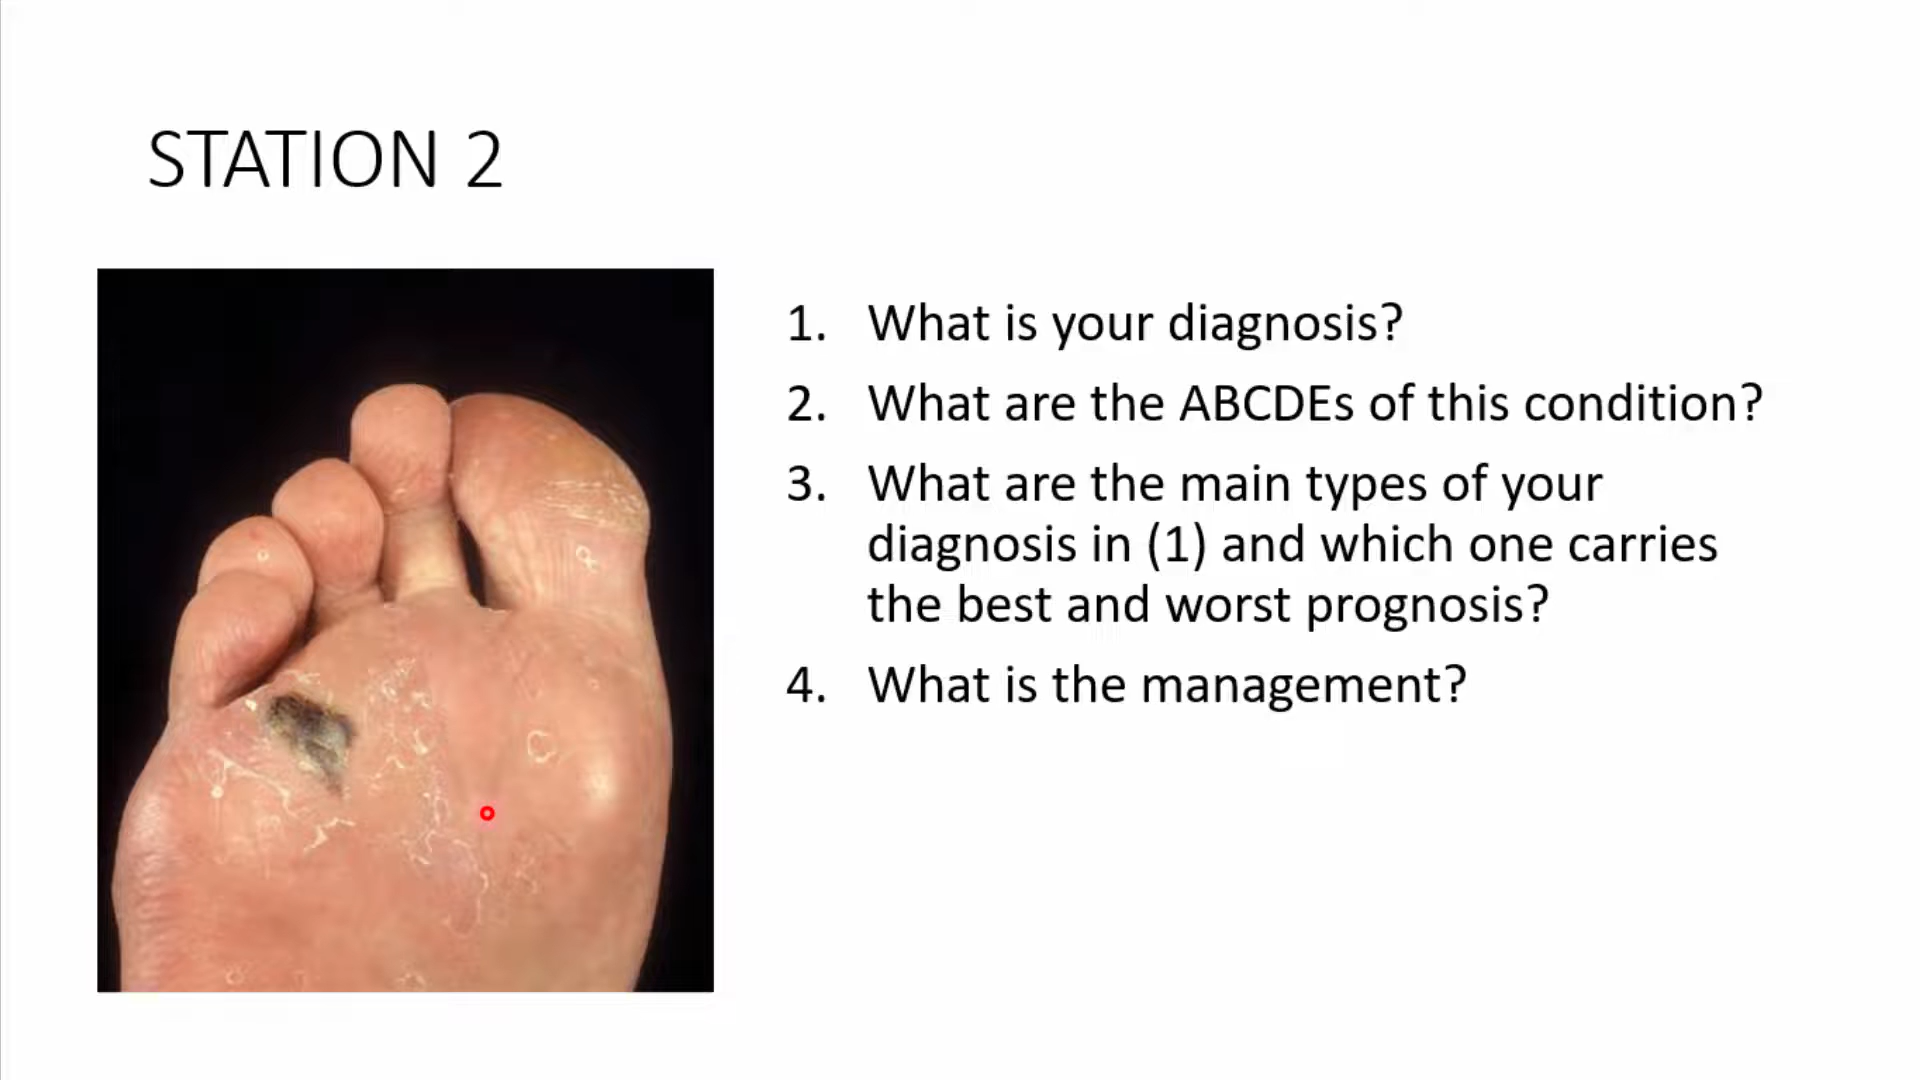 STATION 2
1. What is your diagnosis?
2. What are the ABCDEs of this condition?
3. What are the main types of your
diagnosis in (1) and which one carries
the best and worst prognosis?
4. What is the management?